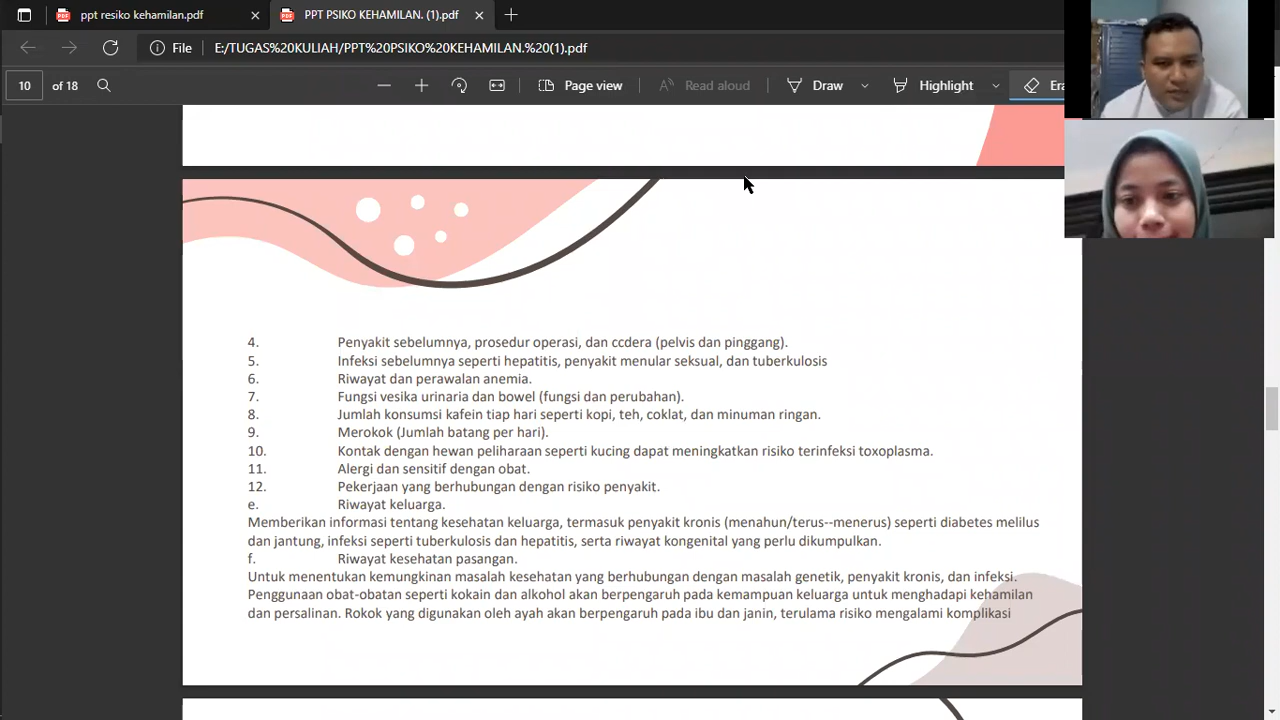 ppt resiko kehamilan.pdf
PPT PSIKO KEHAMILAN. (1).pdf
File
E:/TUGAS%20KULIAH/PPT%20PSIKO%20KEHAMILAN.%20(1).pdf
10 of 18
Page view
Read aloud
Draw
Highlight
Era
4. Penyakit sebelumnya, prosedur operasi, dan ccdera (pelvis dan pinggang).
5. Infeksi sebelumnya seperti hepatitis, penyakit menular seksual, dan tuberkulosis
6. Riwayat dan perawalan anemia.
7. Fungsi vesika urinaria dan bowel (fungsi dan perubahan).
8. Jumlah konsumsi kafein tiap hari seperti kopi, teh, coklat, dan minuman ringan.
9. Merokok (Jumlah batang per hari).
10. Kontak dengan hewan peliharaan seperti kucing dapat meningkatkan risiko terinfeksi toxoplasma.
11. Alergi dan sensitif dengan obat.
12. Pekerjaan yang berhubungan dengan risiko penyakit.
e. Riwayat keluarga.
Memberikan informasi tentang kesehatan keluarga, termasuk penyakit kronis (menahun/terus--menerus) seperti diabetes melilus
dan jantung, infeksi seperti tuberkulosis dan hepatitis, serta riwayat kongenital yang perlu dikumpulkan.
f. Riwayat kesehatan pasangan.
Untuk menentukan kemungkinan masalah kesehatan yang berhubungan dengan masalah genetik, penyakit kronis, dan infeksi.
Penggunaan obat-obatan seperti kokain dan alkohol akan berpengaruh pada kemampuan keluarga untuk menghadapi kehamilan
dan persalinan. Rokok yang digunakan oleh ayah akan berpengaruh pada ibu dan janin, terulama risiko mengalami komplikasi